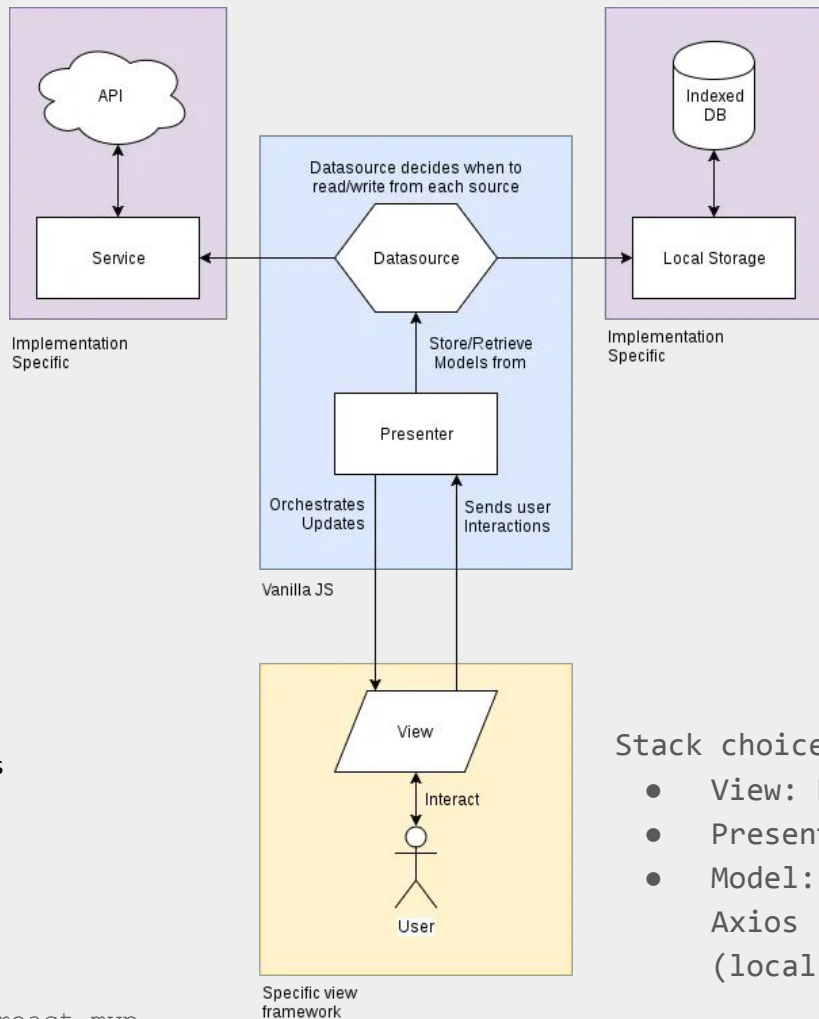 API
Indexed
DB
Datasource decides when to
read/write from each source
Service
Datasource
Local Storage
Implementation
Specific
Store/Retrieve
Models from
Implementation
Specific
Presenter
Orchestrates
Updates
Sends user
Interactions
Vanilla JS
View
Interact
User
Specific view
framework
Stack choice
● View:
● Present
● Model:
Axios
(local
react mvp